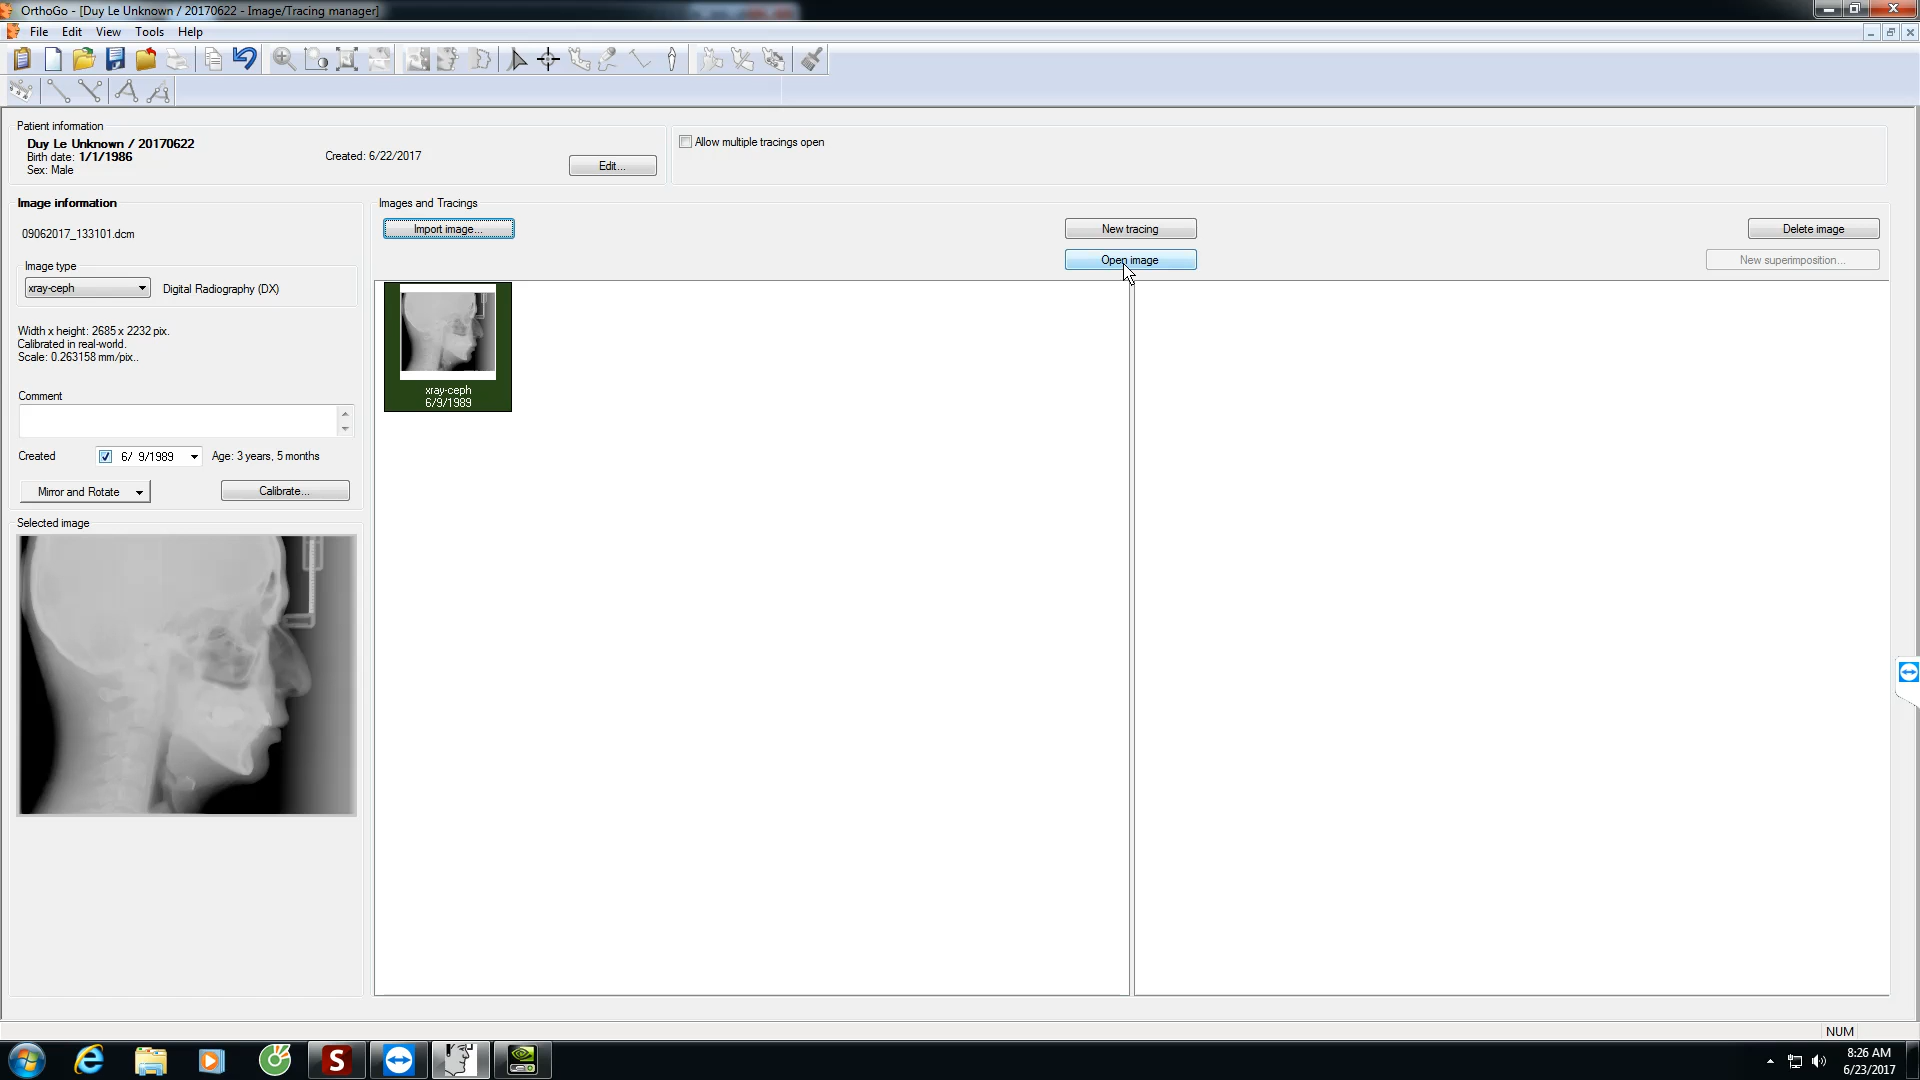 OrthoGo - [Duy Le Unknown / 20170622 - Image/Tracing manager]
File Edit View Tools Help
Patient information
Duy Le Unknown / 20170622
Birth date: 1/1/1986
Sex: Male
Created: 6/22/2017
Edit...
Allow multiple tracings open
Image information
09062017_133101.dcm
Image type
xray-ceph
Digital Radiography (DX)
Width x height: 2685 x 2232 pix.
Calibrated in real-world.
Scale: 0.263158 mm/pix..
Comment
Created
6/ 9/1989
Age: 3 years, 5 months
Mirror and Rotate
Calibrate...
Selected image
Images and Tracings
Import image...
New tracing
Delete image
Open image
New superimposition...
xray-ceph
6/9/1989
NUM
8:26 AM
6/23/2017